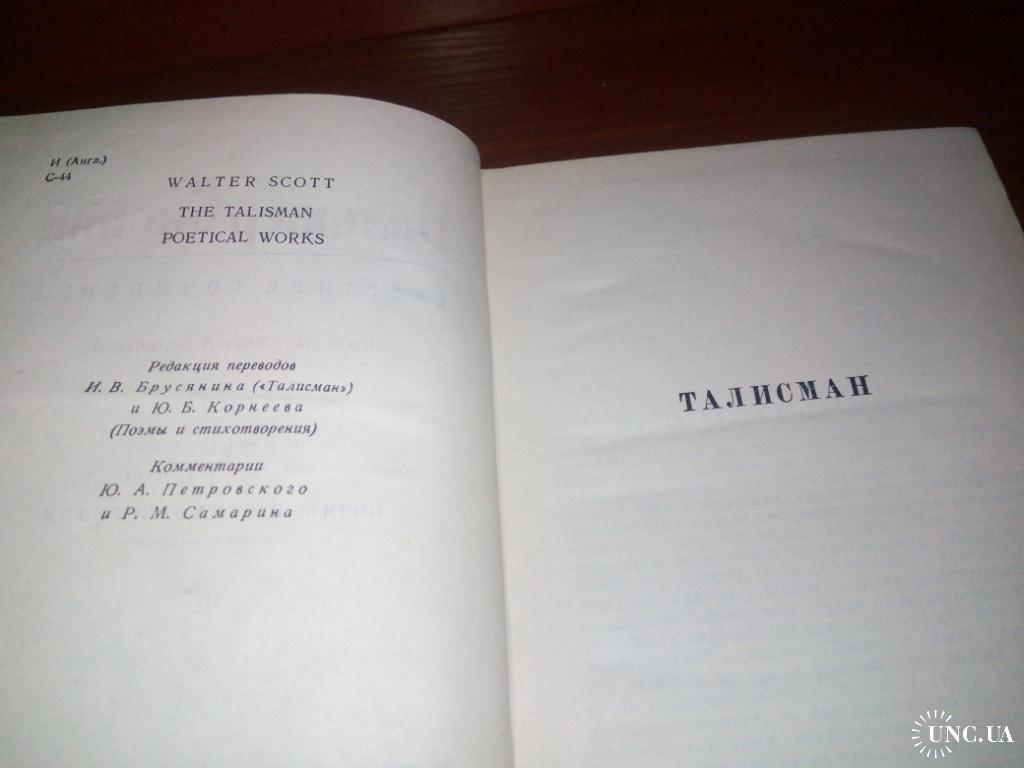 И (Англ.)
С-44
WALTER SCOTT
THE TALISMAN
POETICAL WORKS
Редакция переводов
И. В. Брусянина («Талисман»)
и Ю. Б. Корнеева
(Поэмы и стихотворения)
Комментарии
Ю. А. Петровского
и Р. М. Самарина
ТАЛИСМАН
UNC.UA